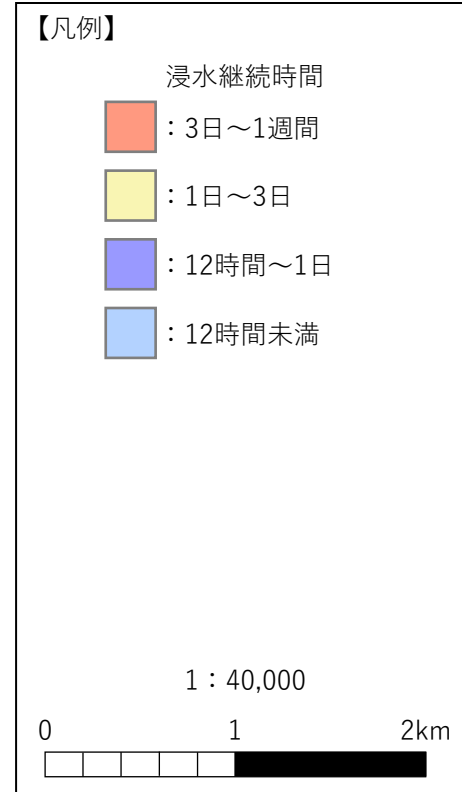 【凡例】
浸水継続時間
：3日～1週間
：1日～3日
：12時間～1日
：12時間未満
1：40,000
0 1 2km